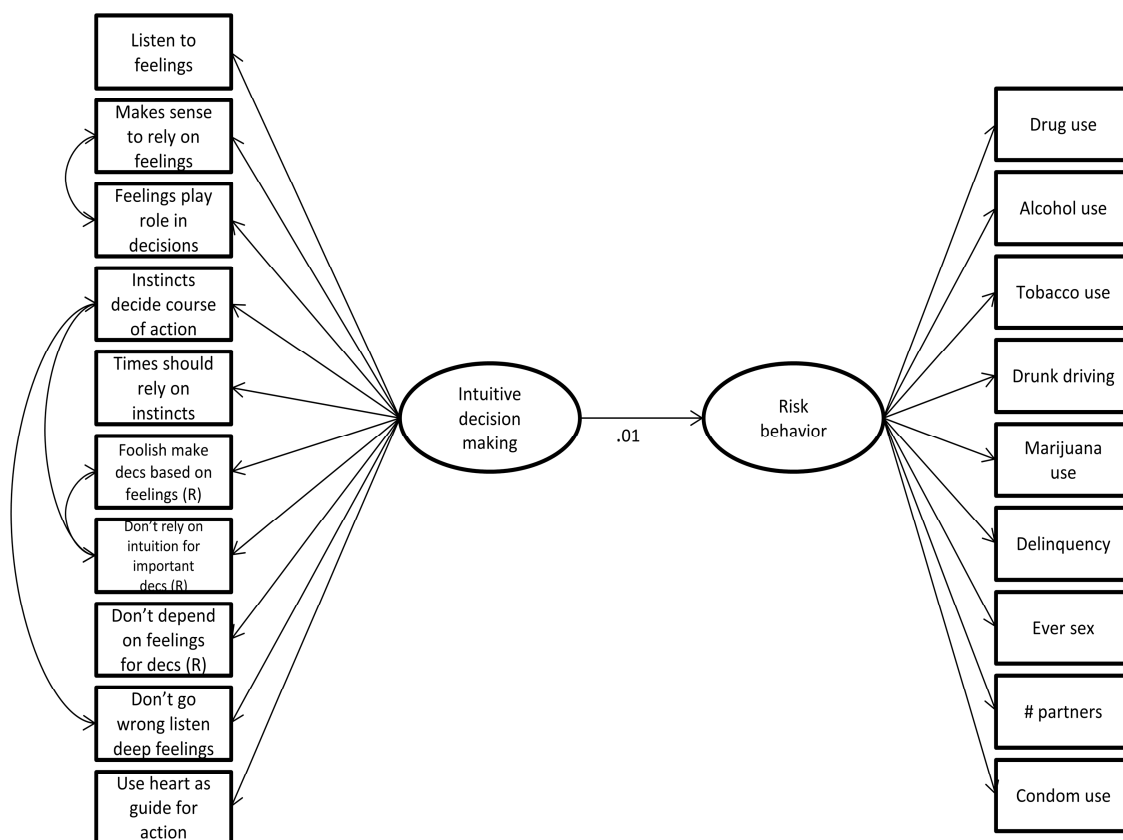 Listen to
feelings
Makes sense
to rely on
feelings
Feelings play
role in
decisions
Instincts
decide course
of action
Times should
rely on
instincts
Foolish make
decs based on
feelings (R)
Don't rely on
intuition for
important
decs (R)
Don't depend
on feelings
for decs (R)
Don't go
wrong listen
deep feelings
Use heart as
guide for
action
Intuitive
decision
making
.01
Risk
behavior
Drug use
Alcohol use
Tobacco use
Drunk driving
Marijuana
use
Delinquency
Ever sex
# partners
Condom use